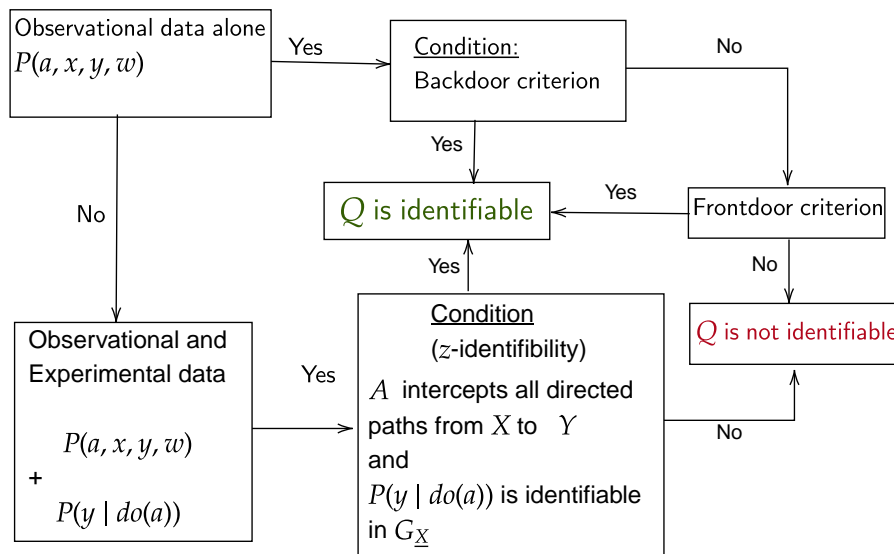 Observational data alone
P(a, x, y, w)
Yes
Condition:
Backdoor criterion
No
Yes
No
Q is identifiable
Yes
Frontdoor criterion
Yes
No
Observational and
Experimental data
P(a, x, y, w)
+
P(y | do(a))
Yes
Condition
(z-identifibility)
A intercepts all directed
paths from X to Y
and
P(y | do(a)) is identifiable
in G_X̲
Q is not identifiable
No